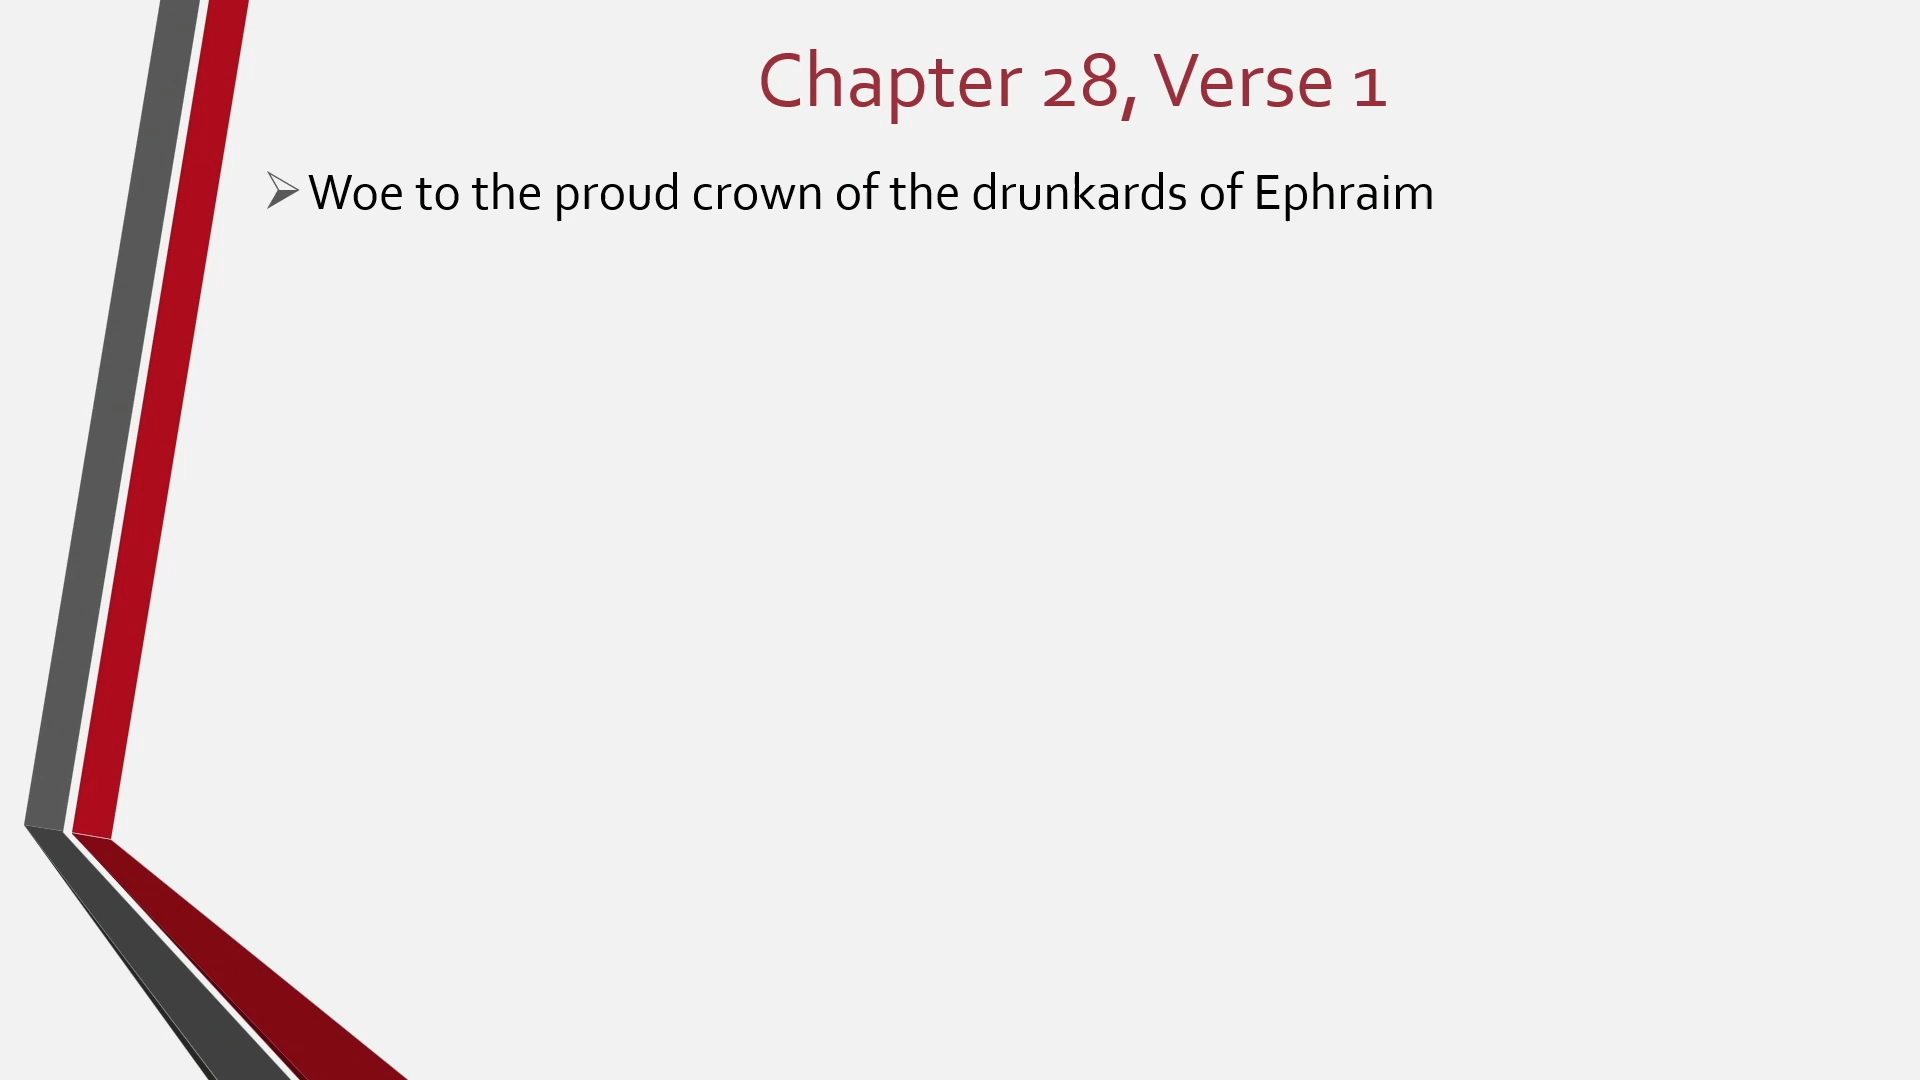 Chapter 28, Verse 1
Woe to the proud crown of the drunkards of Ephraim